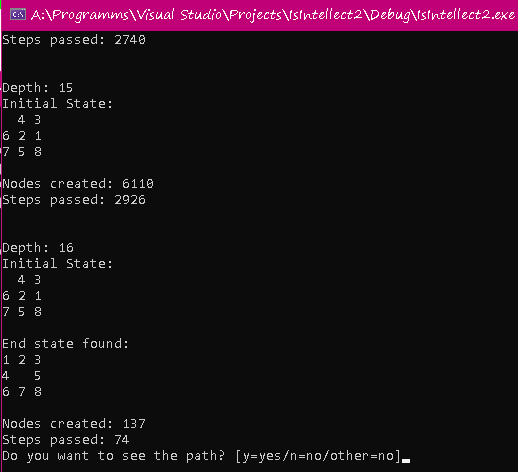 A:\Programms\Visual Studio\Projects\IsIntellect2\Debug\IsIntellect2.exe
Steps passed: 2740
Depth: 15
Initial State:
  4 3
6 2 1
7 5 8
Nodes created: 6110
Steps passed: 2926
Depth: 16
Initial State:
  4 3
6 2 1
7 5 8
End state found:
1 2 3
4   5
6 7 8
Nodes created: 137
Steps passed: 74
Do you want to see the path? [y=yes/n=no/other=no]